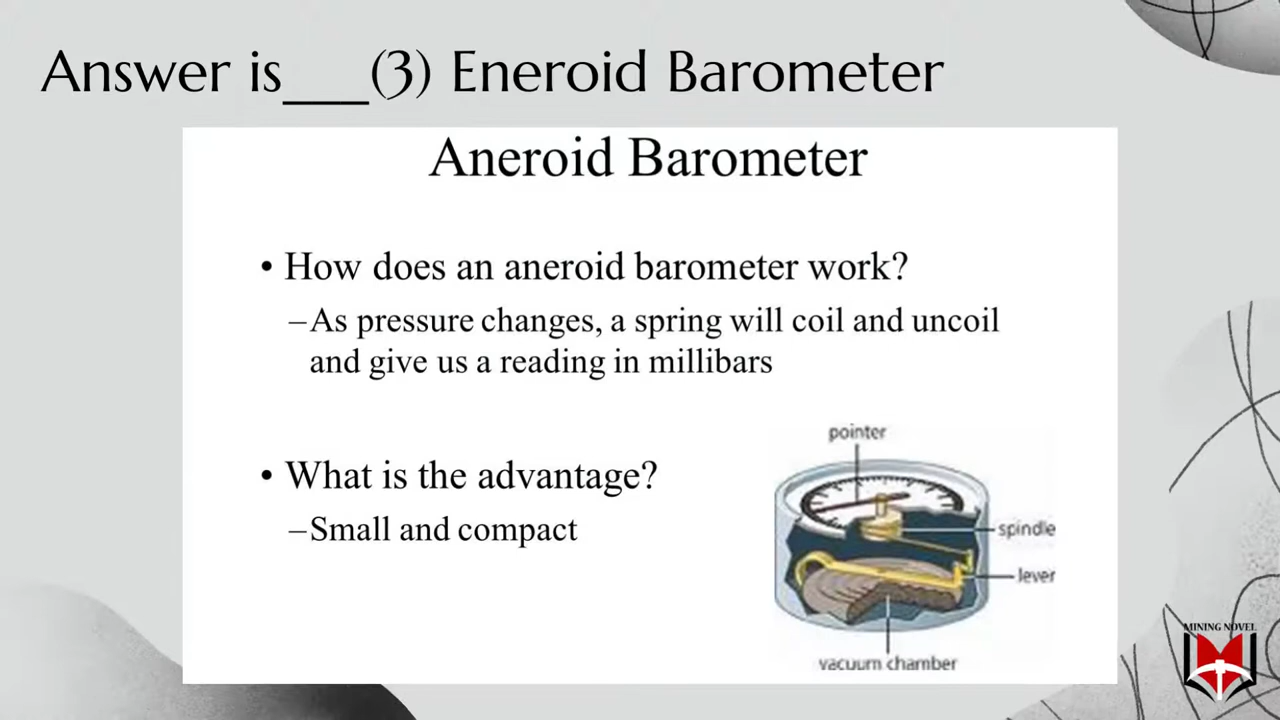 Answer is___(3) Eneroid Barometer
Aneroid Barometer
• How does an aneroid barometer work?
–As pressure changes, a spring will coil and uncoil
and give us a reading in millibars
• What is the advantage?
–Small and compact
pointer
spindle
lever
vacuum chamber
MINING NOVEL